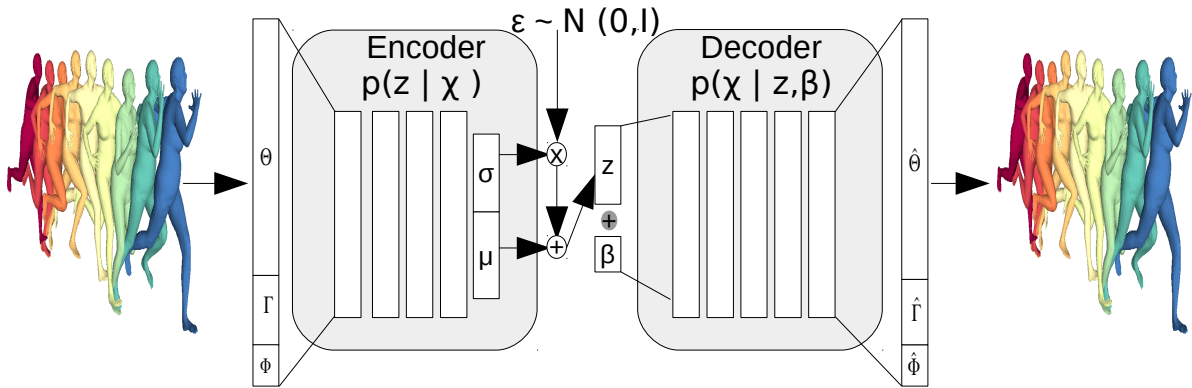 ε ~ N (0,I)
Encoder
p(z | χ )
Decoder
p(χ | z,β)
Θ
Γ
Φ
σ
μ
x
+
z
+
β
Θ̂
Γ̂
Φ̂